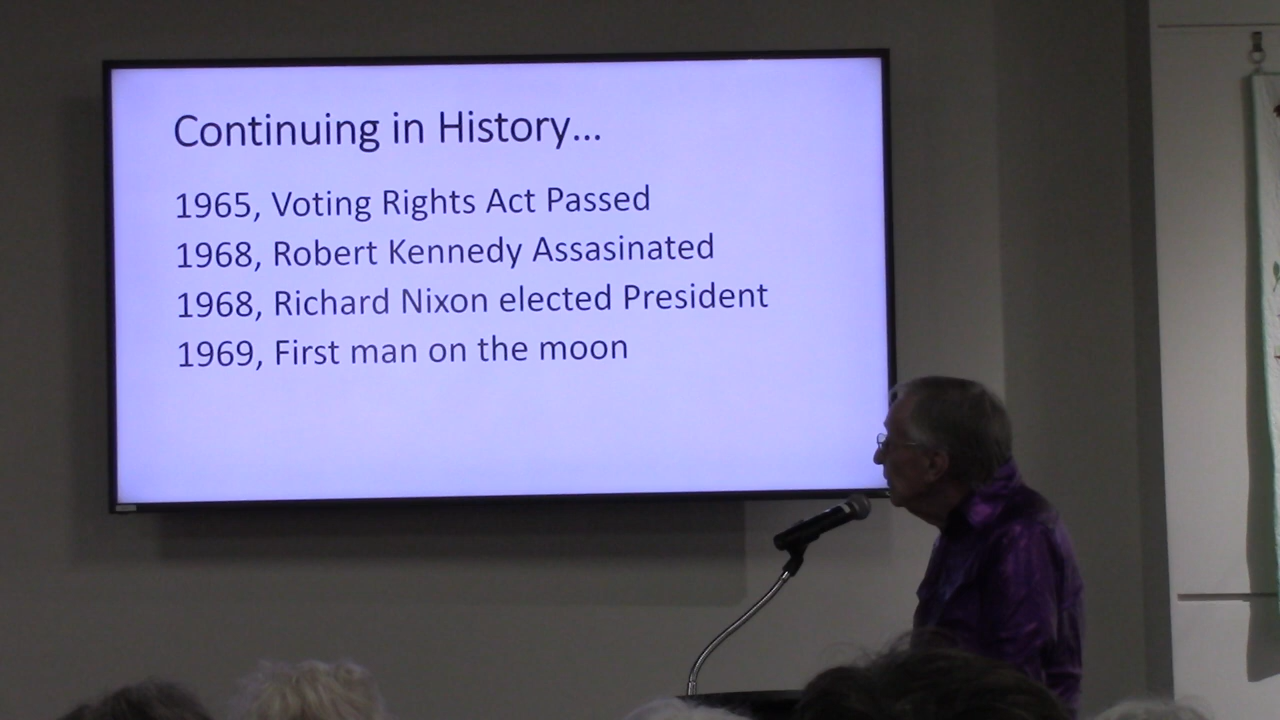 Continuing in History...
1965, Voting Rights Act Passed
1968, Robert Kennedy Assasinated
1968, Richard Nixon elected President
1969, First man on the moon